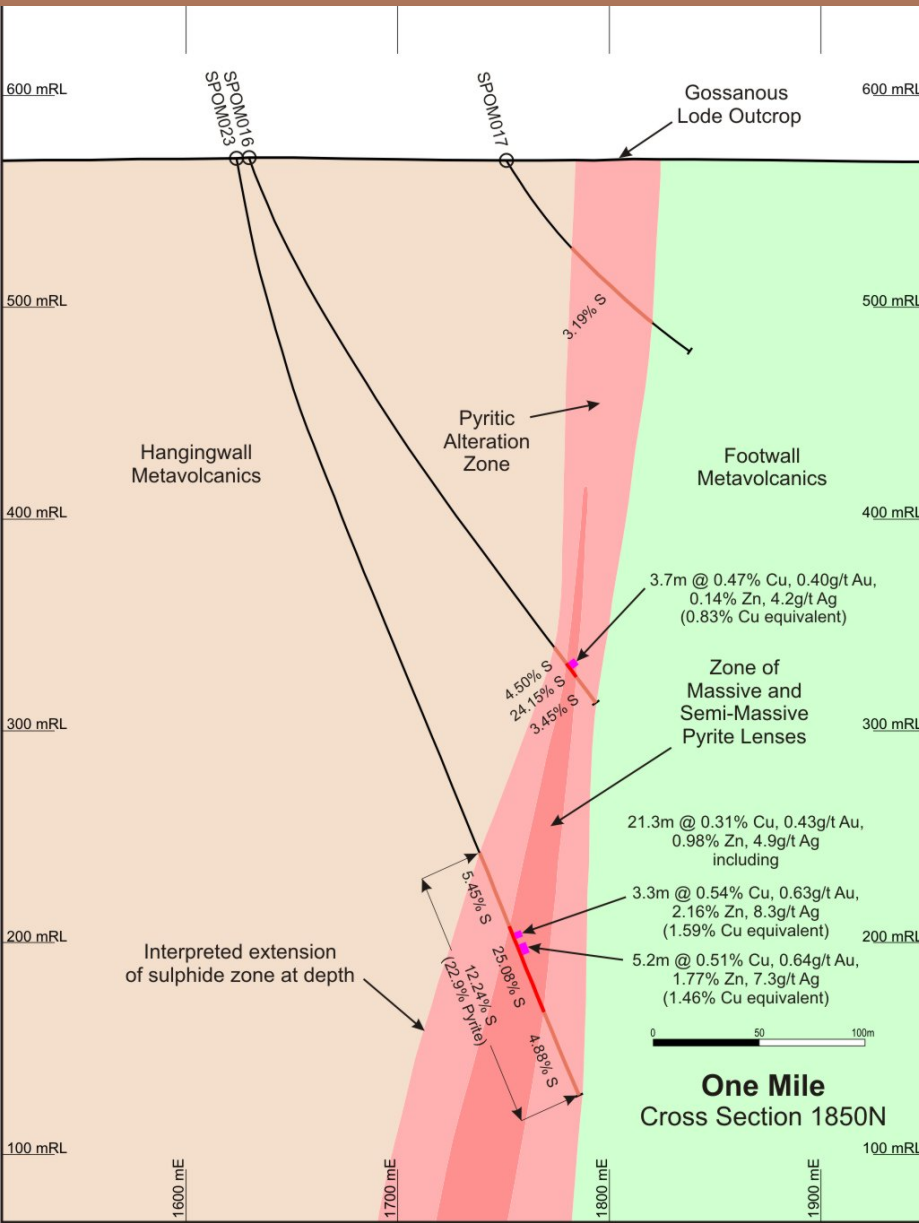 600 mRL
600 mRL
SPOM023
SPOM016
SPOM017
Gossanous
Lode Outcrop
500 mRL
500 mRL
3.19% S
Pyritic
Alteration
Zone
Hangingwall
Metavolcanics
Footwall
Metavolcanics
400 mRL
400 mRL
3.7m @ 0.47% Cu, 0.40g/t Au,
0.14% Zn, 4.2g/t Ag
(0.83% Cu equivalent)
4.50% S
24.15% S
3.45% S
Zone of
Massive and
Semi-Massive
Pyrite Lenses
300 mRL
300 mRL
21.3m @ 0.31% Cu, 0.43g/t Au,
0.98% Zn, 4.9g/t Ag
including
3.3m @ 0.54% Cu, 0.63g/t Au,
2.16% Zn, 8.3g/t Ag
(1.59% Cu equivalent)
5.2m @ 0.51% Cu, 0.64g/t Au,
1.77% Zn, 7.3g/t Ag
(1.46% Cu equivalent)
5.45% S
25.08% S
12.24% S
(22.9% Pyrite)
4.88% S
200 mRL
200 mRL
Interpreted extension
of sulphide zone at depth
0 50 100m
One Mile
Cross Section 1850N
100 mRL
100 mRL
1600 mE
1700 mE
1800 mE
1900 mE